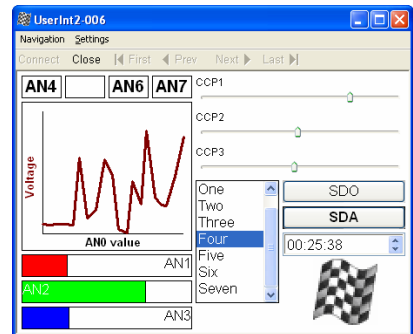 UserInt2-006
Navigation Settings
Connect Close First Prev Next Last
AN4 AN6 AN7
CCP1
CCP2
CCP3
Voltage
AN0 value
AN1
AN2
AN3
One
Two
Three
Four
Five
Six
Seven
SDO
SDA
00:25:38